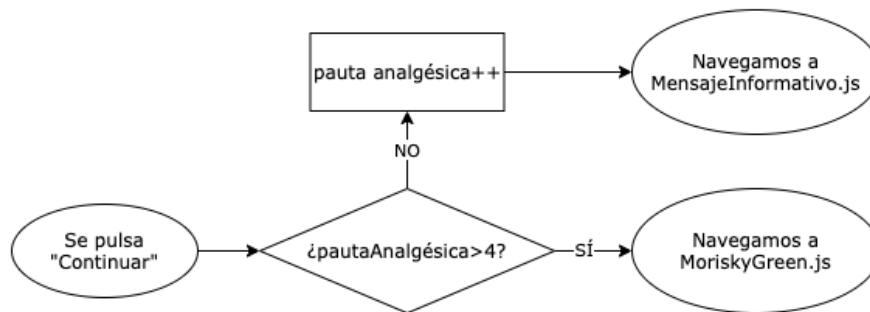 pauta analgésica++
Navegamos a
MensajeInformativo.js
NO
Se pulsa
"Continuar"
¿pautaAnalgésica>4?
SÍ
Navegamos a
MoriskyGreen.js